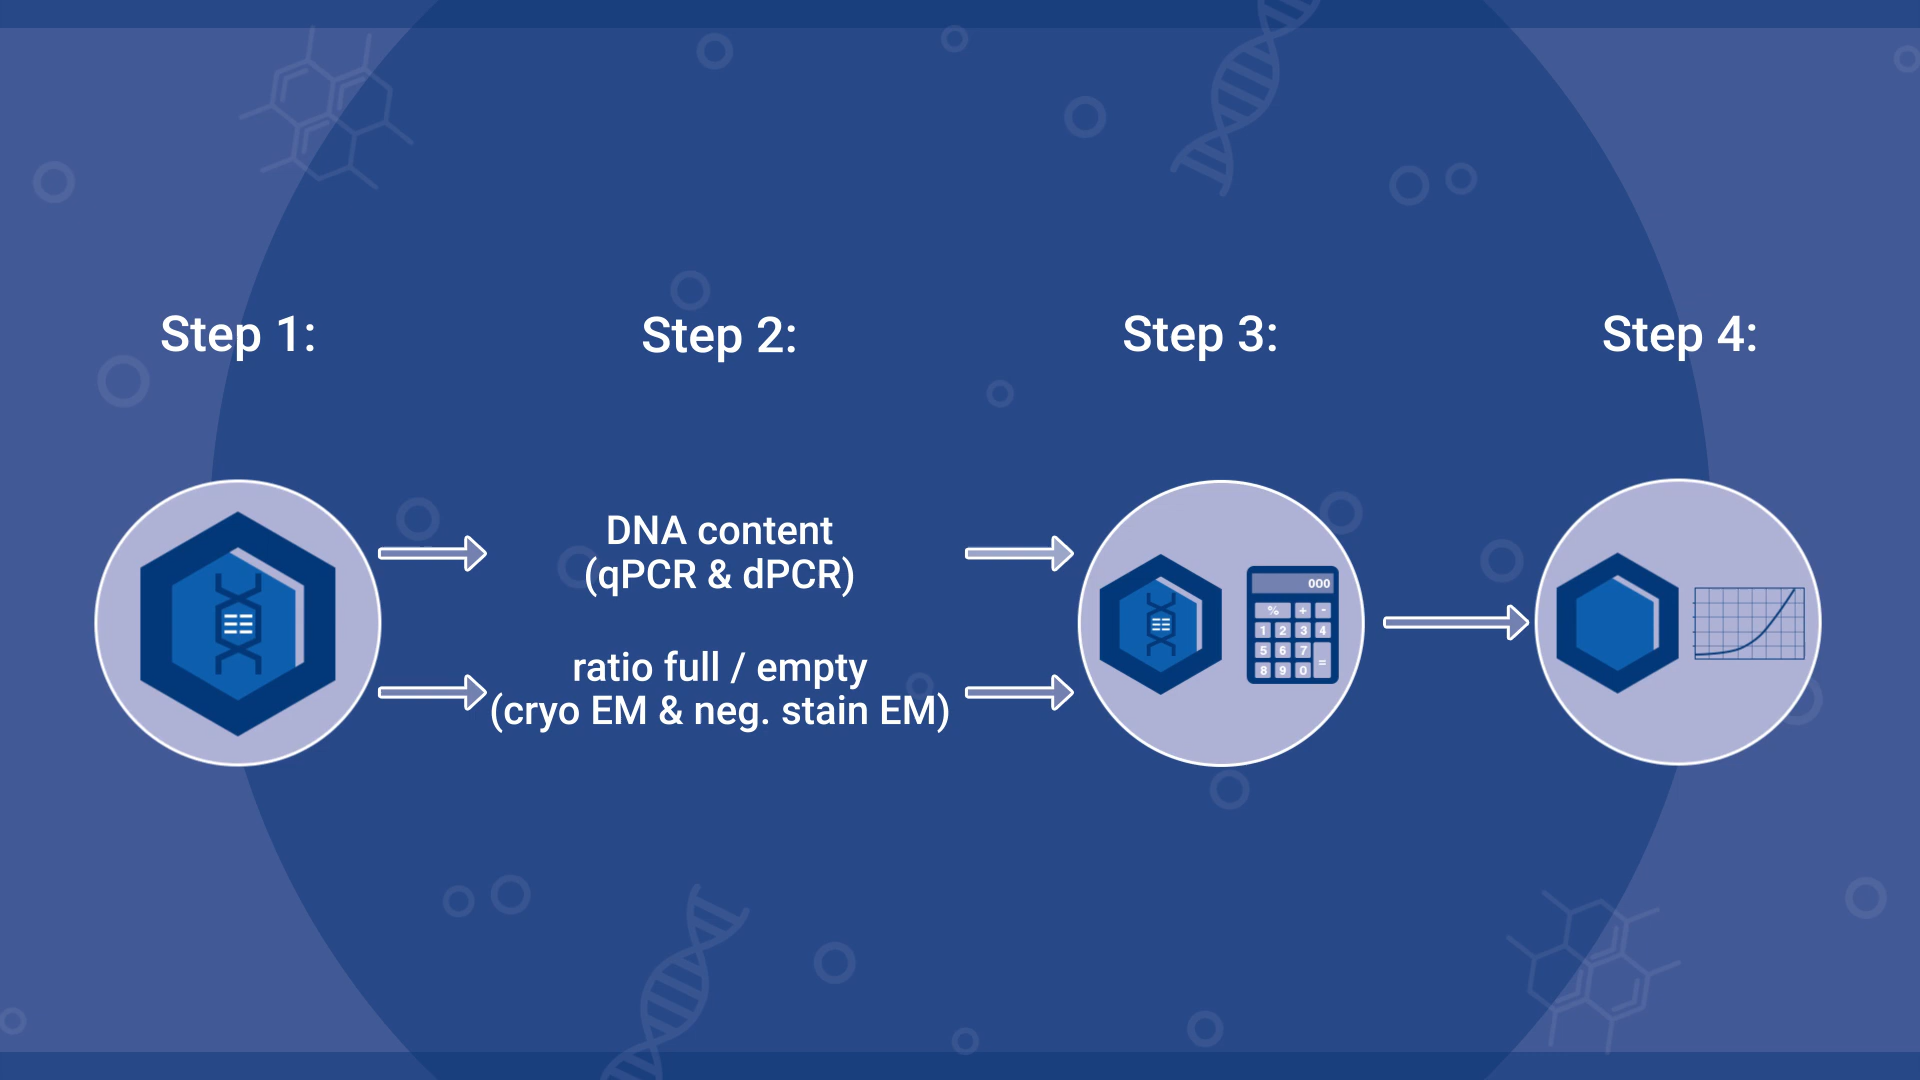 Step 1:
Step 2:
Step 3:
Step 4:
DNA content
(qPCR & dPCR)
ratio full / empty
(cryo EM & neg. stain EM)
000
% + -
1 2 3 4
5 6 7
8 9 0 =